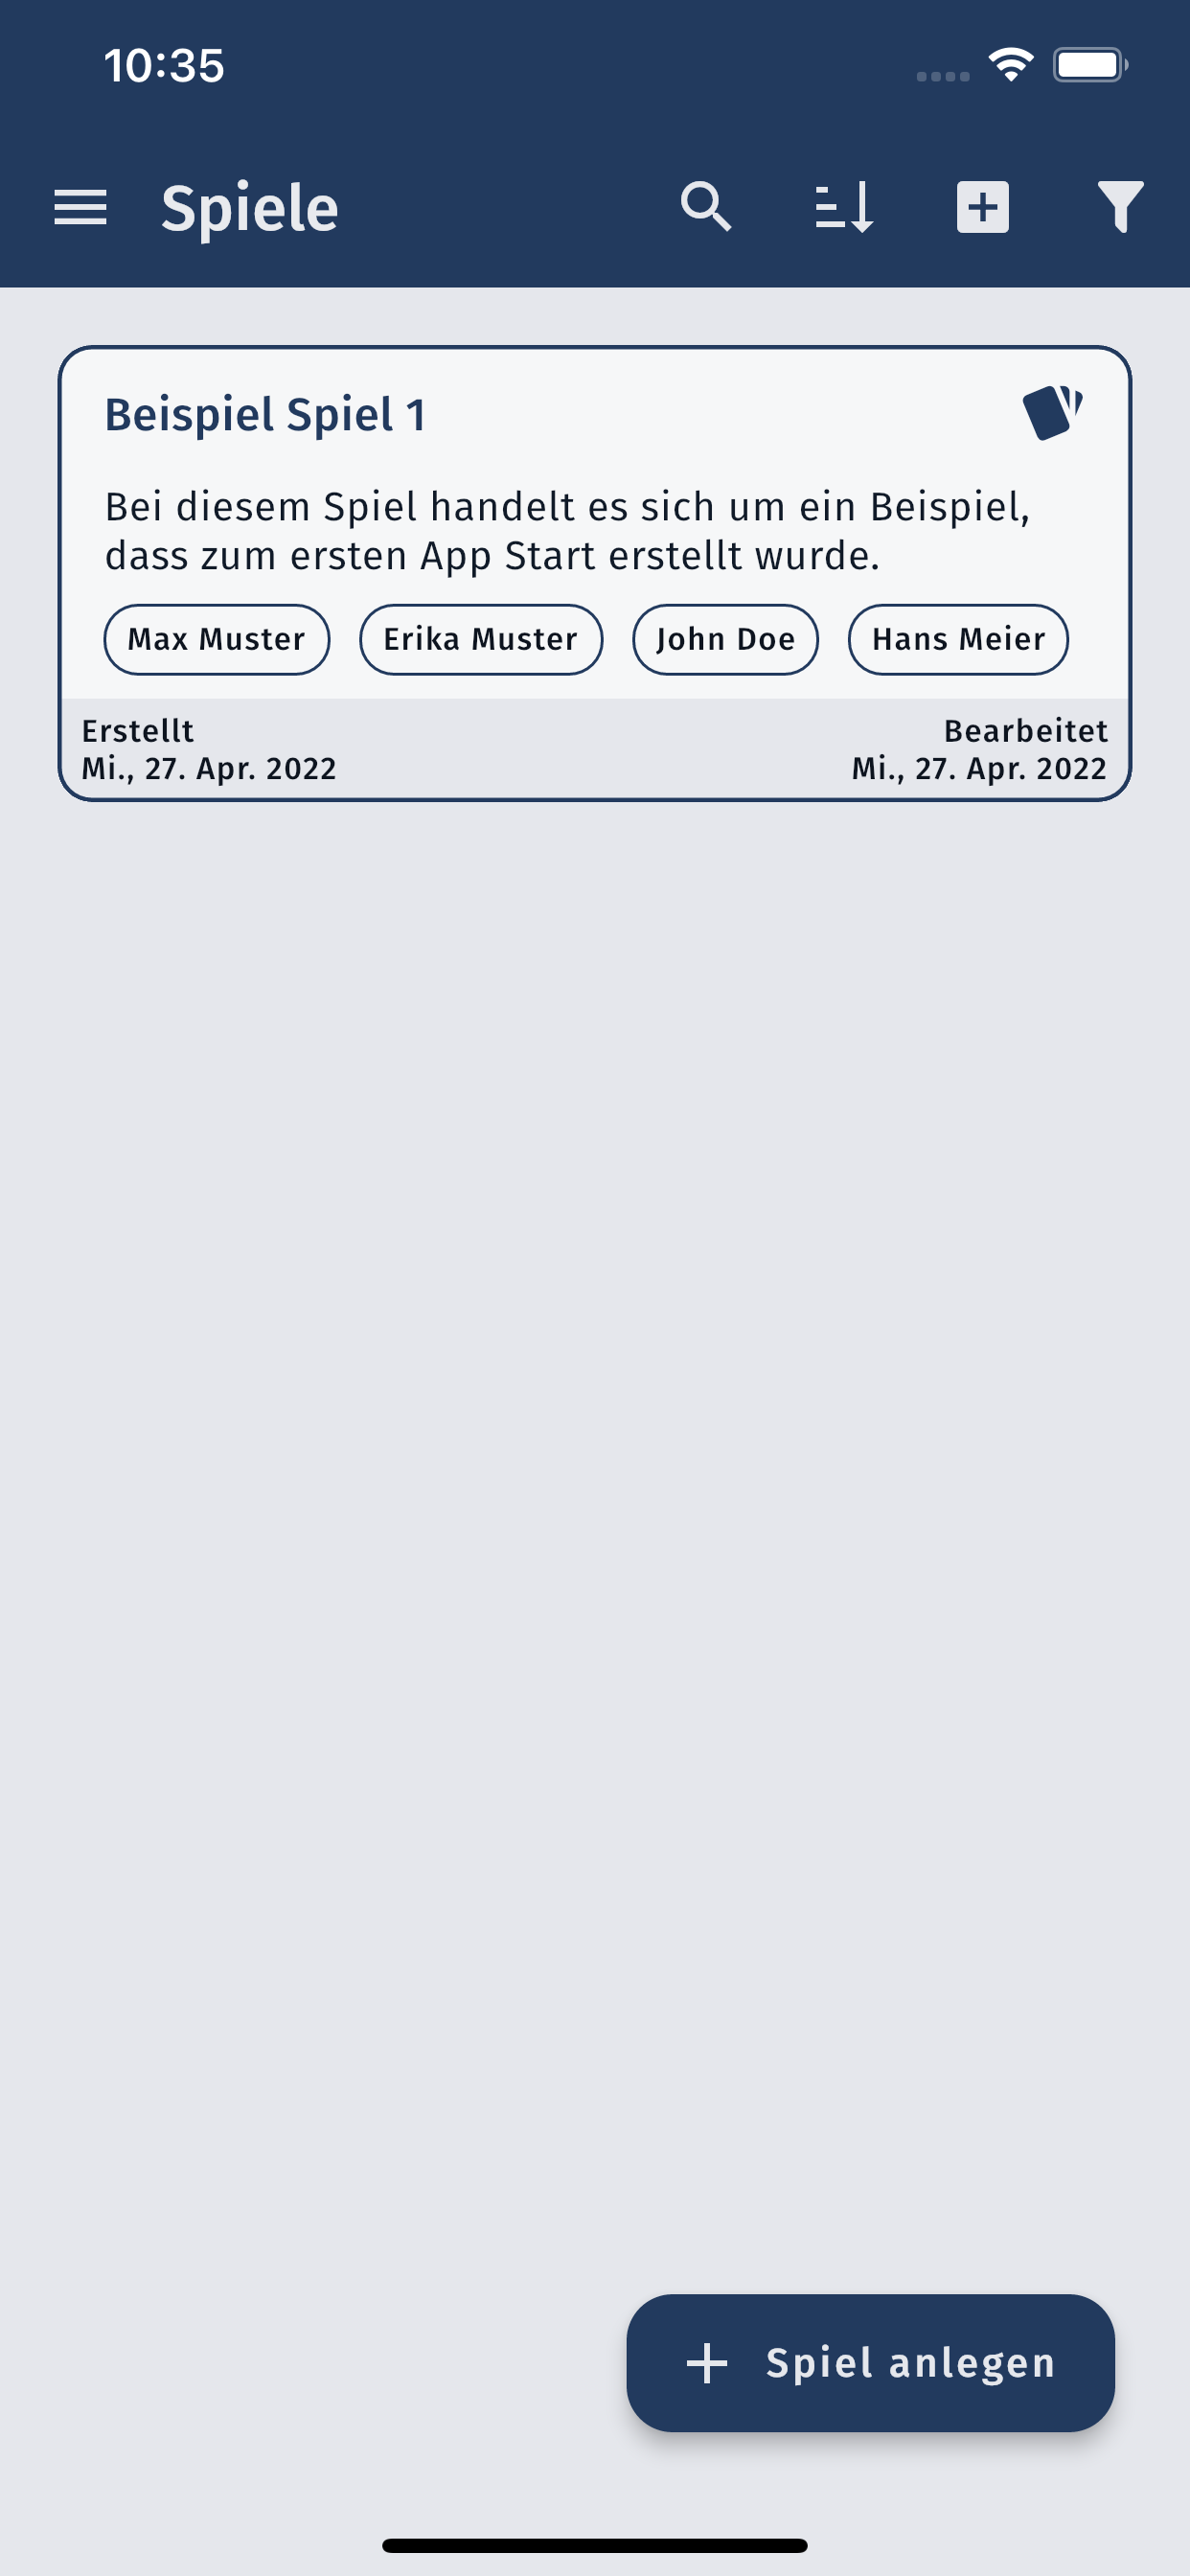 10:35
Spiele
Beispiel Spiel 1
Bei diesem Spiel handelt es sich um ein Beispiel,
dass zum ersten App Start erstellt wurde.
Max Muster Erika Muster John Doe Hans Meier
Erstellt Bearbeitet
Mi., 27. Apr. 2022 Mi., 27. Apr. 2022
Spiel anlegen